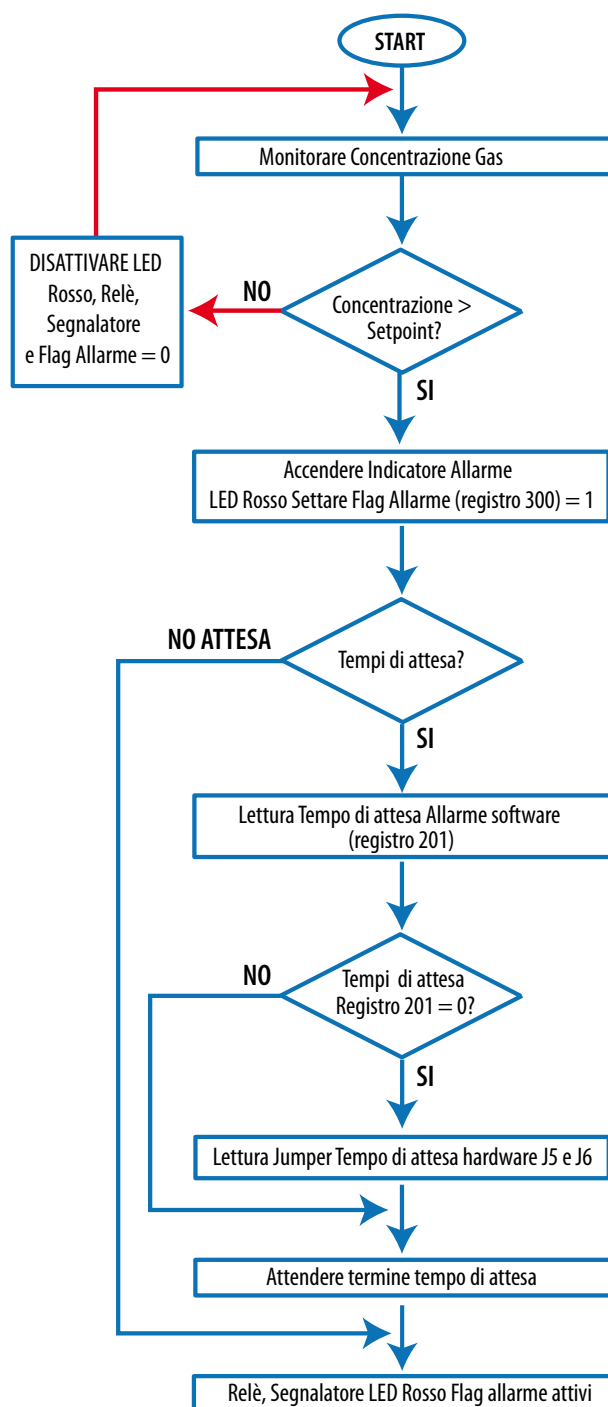 START
Monitorare Concentrazione Gas
DISATTIVARE LED
Rosso, Relè,
Segnalatore
e Flag Allarme = 0
NO
Concentrazione >
Setpoint?
SI
Accendere Indicatore Allarme
LED Rosso Settare Flag Allarme (registro 300) = 1
NO ATTESA
Tempi di attesa?
SI
Lettura Tempo di attesa Allarme software
(registro 201)
NO
Tempi di attesa
Registro 201 = 0?
SI
Lettura Jumper Tempo di attesa hardware J5 e J6
Attendere termine tempo di attesa
Relè, Segnalatore LED Rosso Flag allarme attivi